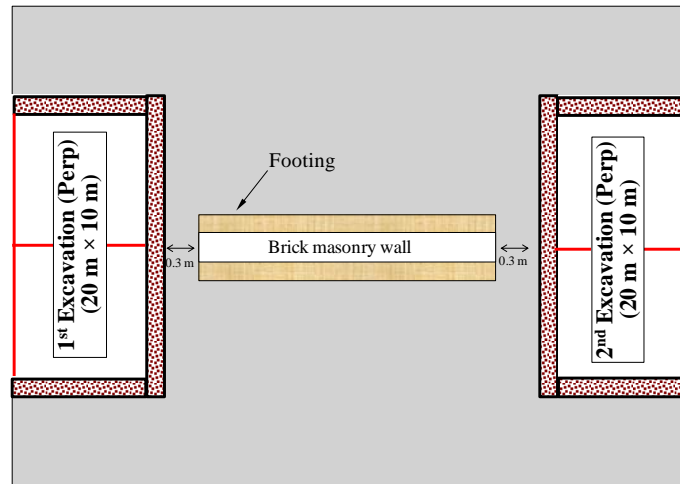 Footing
1st Excavation (Perp)
(20 m × 10 m)
Brick masonry wall
0.3 m
0.3 m
2nd Excavation (Perp)
(20 m × 10 m)